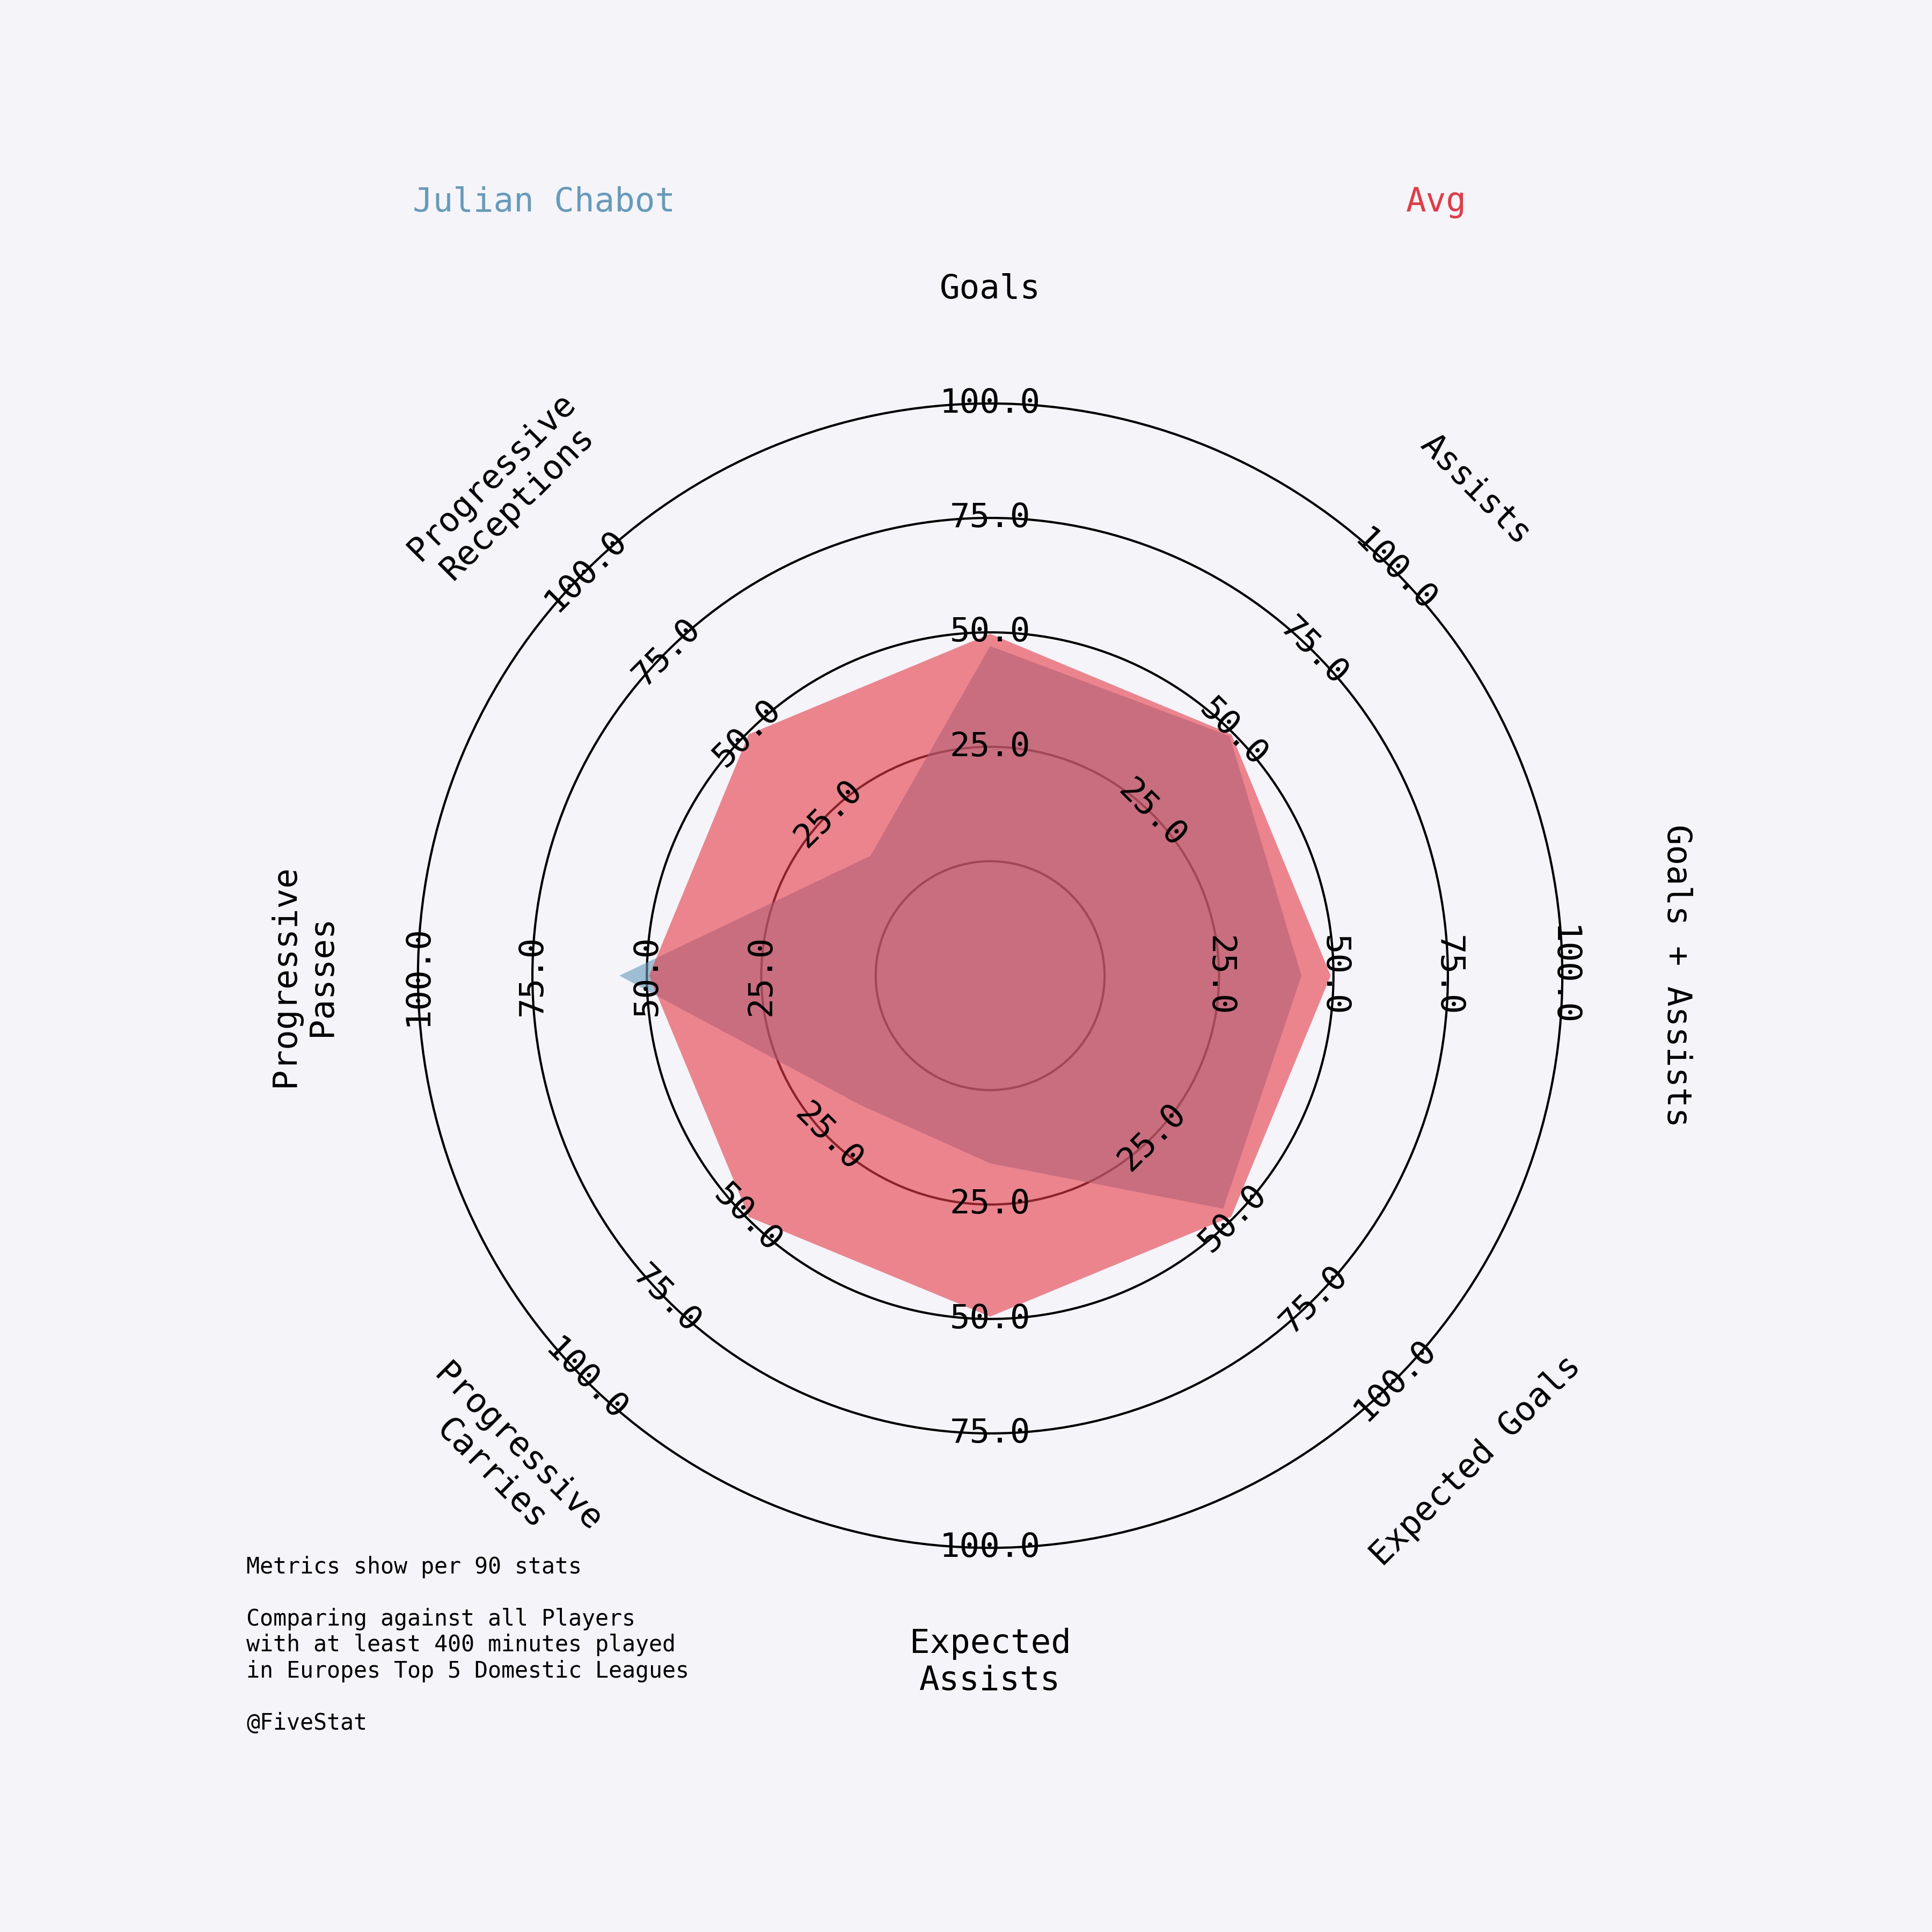 Julian Chabot
Avg
Goals
Assists
Goals + Assists
Expected Goals
Expected
Assists
Progressive
Carries
Progressive
Passes
Progressive
Receptions
25.0
50.0
75.0
100.0
25.0
50.0
75.0
100.0
25.0
50.0
75.0
100.0
25.0
50.0
75.0
100.0
25.0
50.0
75.0
100.0
25.0
50.0
75.0
100.0
25.0
50.0
75.0
100.0
25.0
50.0
75.0
100.0
Metrics show per 90 stats
Comparing against all Players
with at least 400 minutes played
in Europes Top 5 Domestic Leagues
@FiveStat